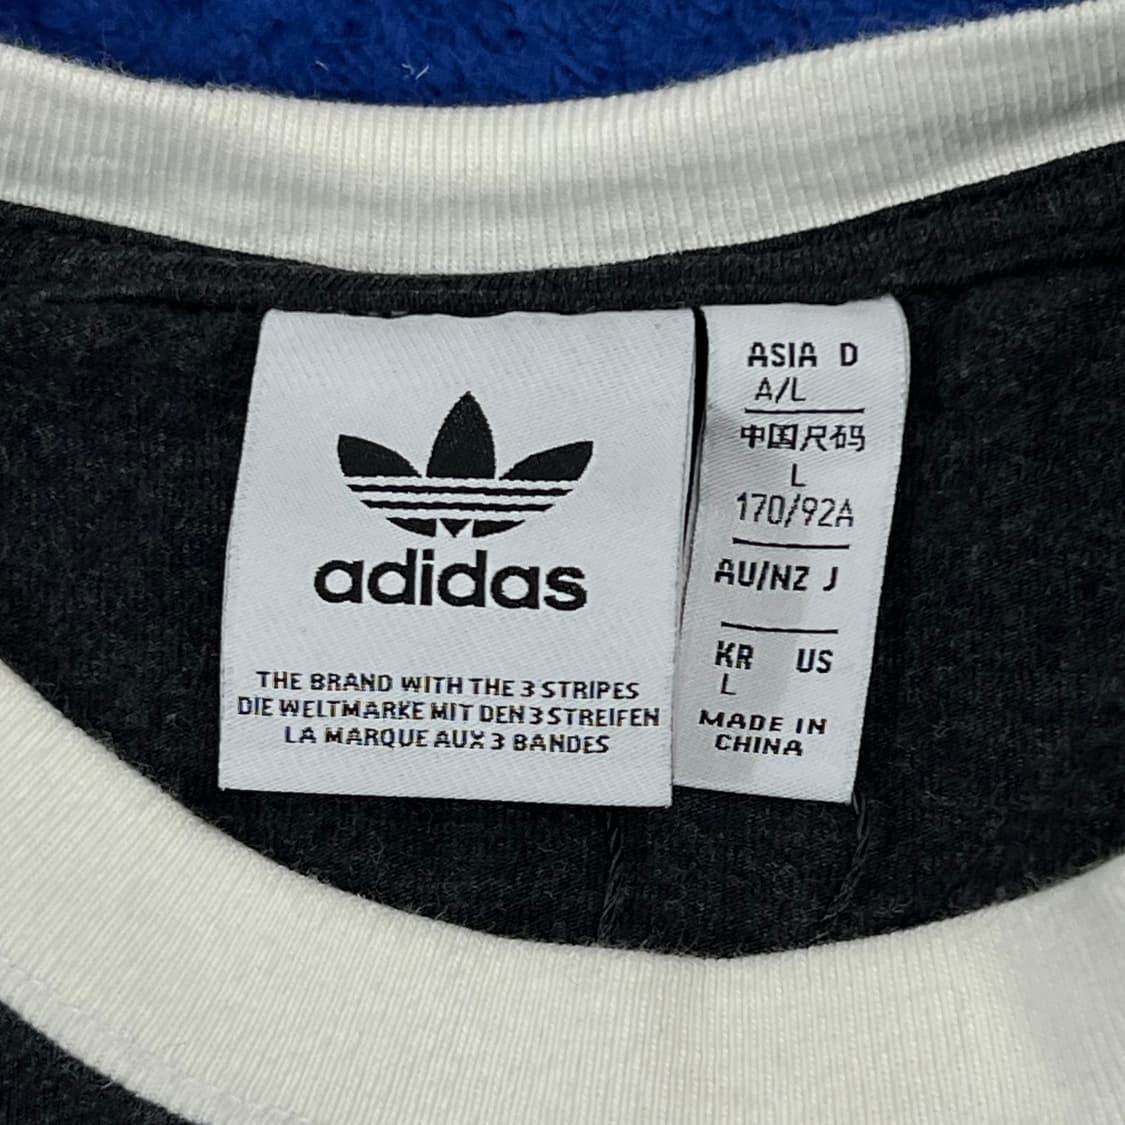 adidas
THE BRAND WITH THE 3 STRIPES
DIE WELTMARKE MIT DEN 3 STREIFEN
LA MARQUE AUX 3 BANDES
ASIA D
A/L
中国尺码
L
170/92A
AU/NZ J
KR US
L
MADE IN
CHINA